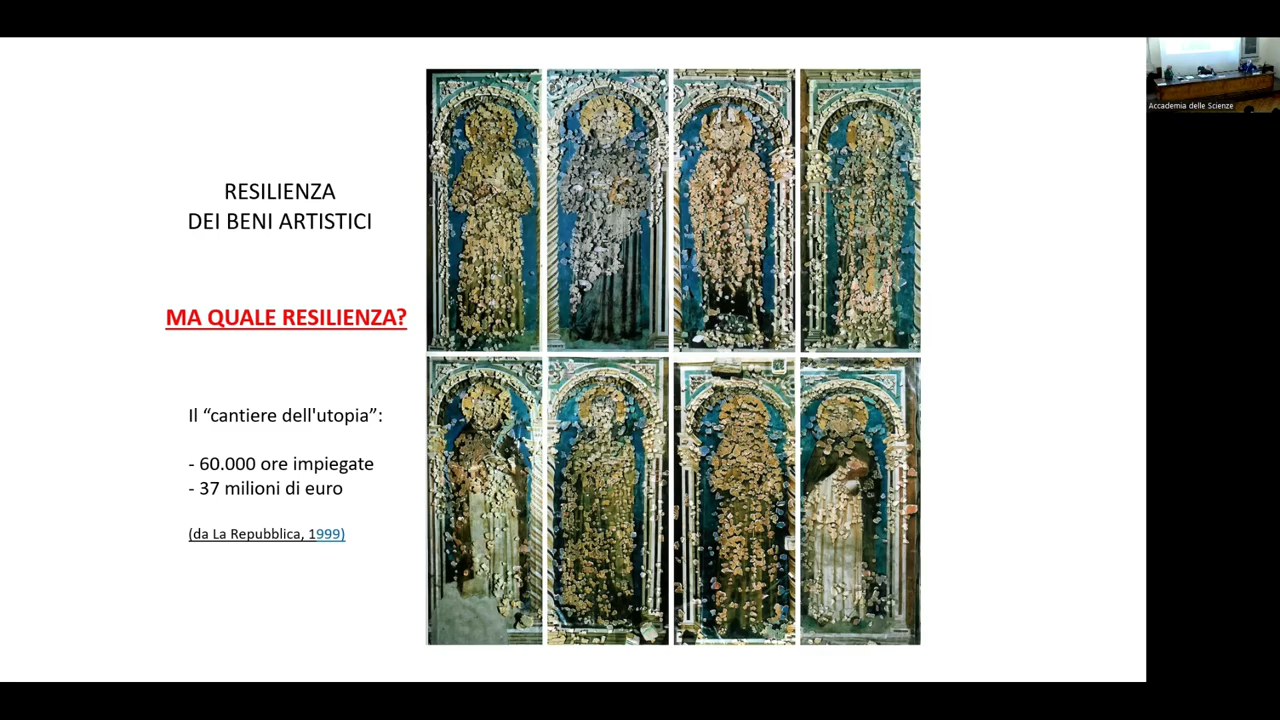 RESILIENZA
DEI BENI ARTISTICI
MA QUALE RESILIENZA?
Il “cantiere dell'utopia”:
- 60.000 ore impiegate
- 37 milioni di euro
(da La Repubblica, 1999)
Accademia delle Scienze